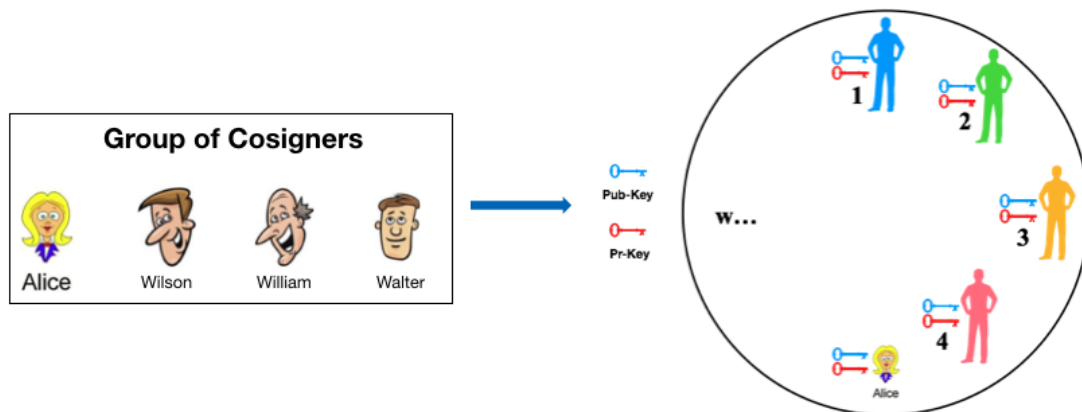 Group of Cosigners
Alice
Wilson
William
Walter
Pub-Key
Pr-Key
w...
1
2
3
4
Alice